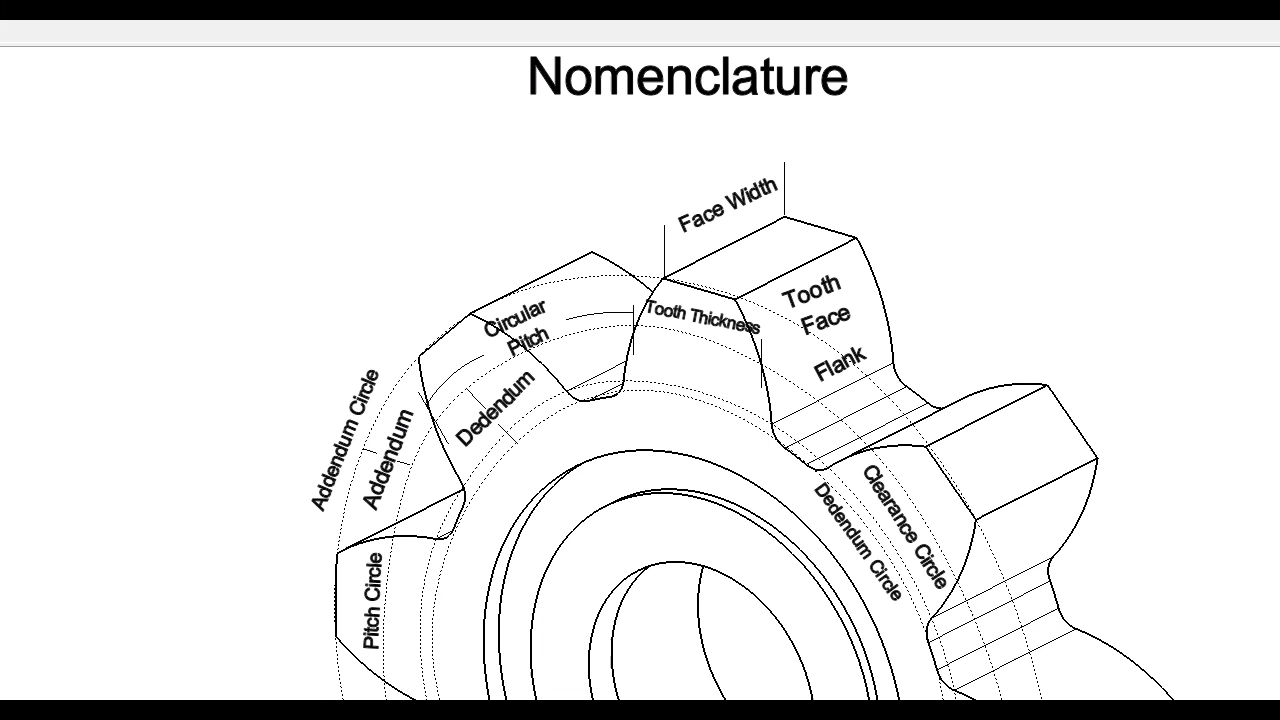 Nomenclature
Face Width
Tooth
Face
Flank
Tooth Thickness
Circular
Pitch
Dedendum
Addendum Circle
Addendum
Pitch Circle
Clearance Circle
Dedendum Circle